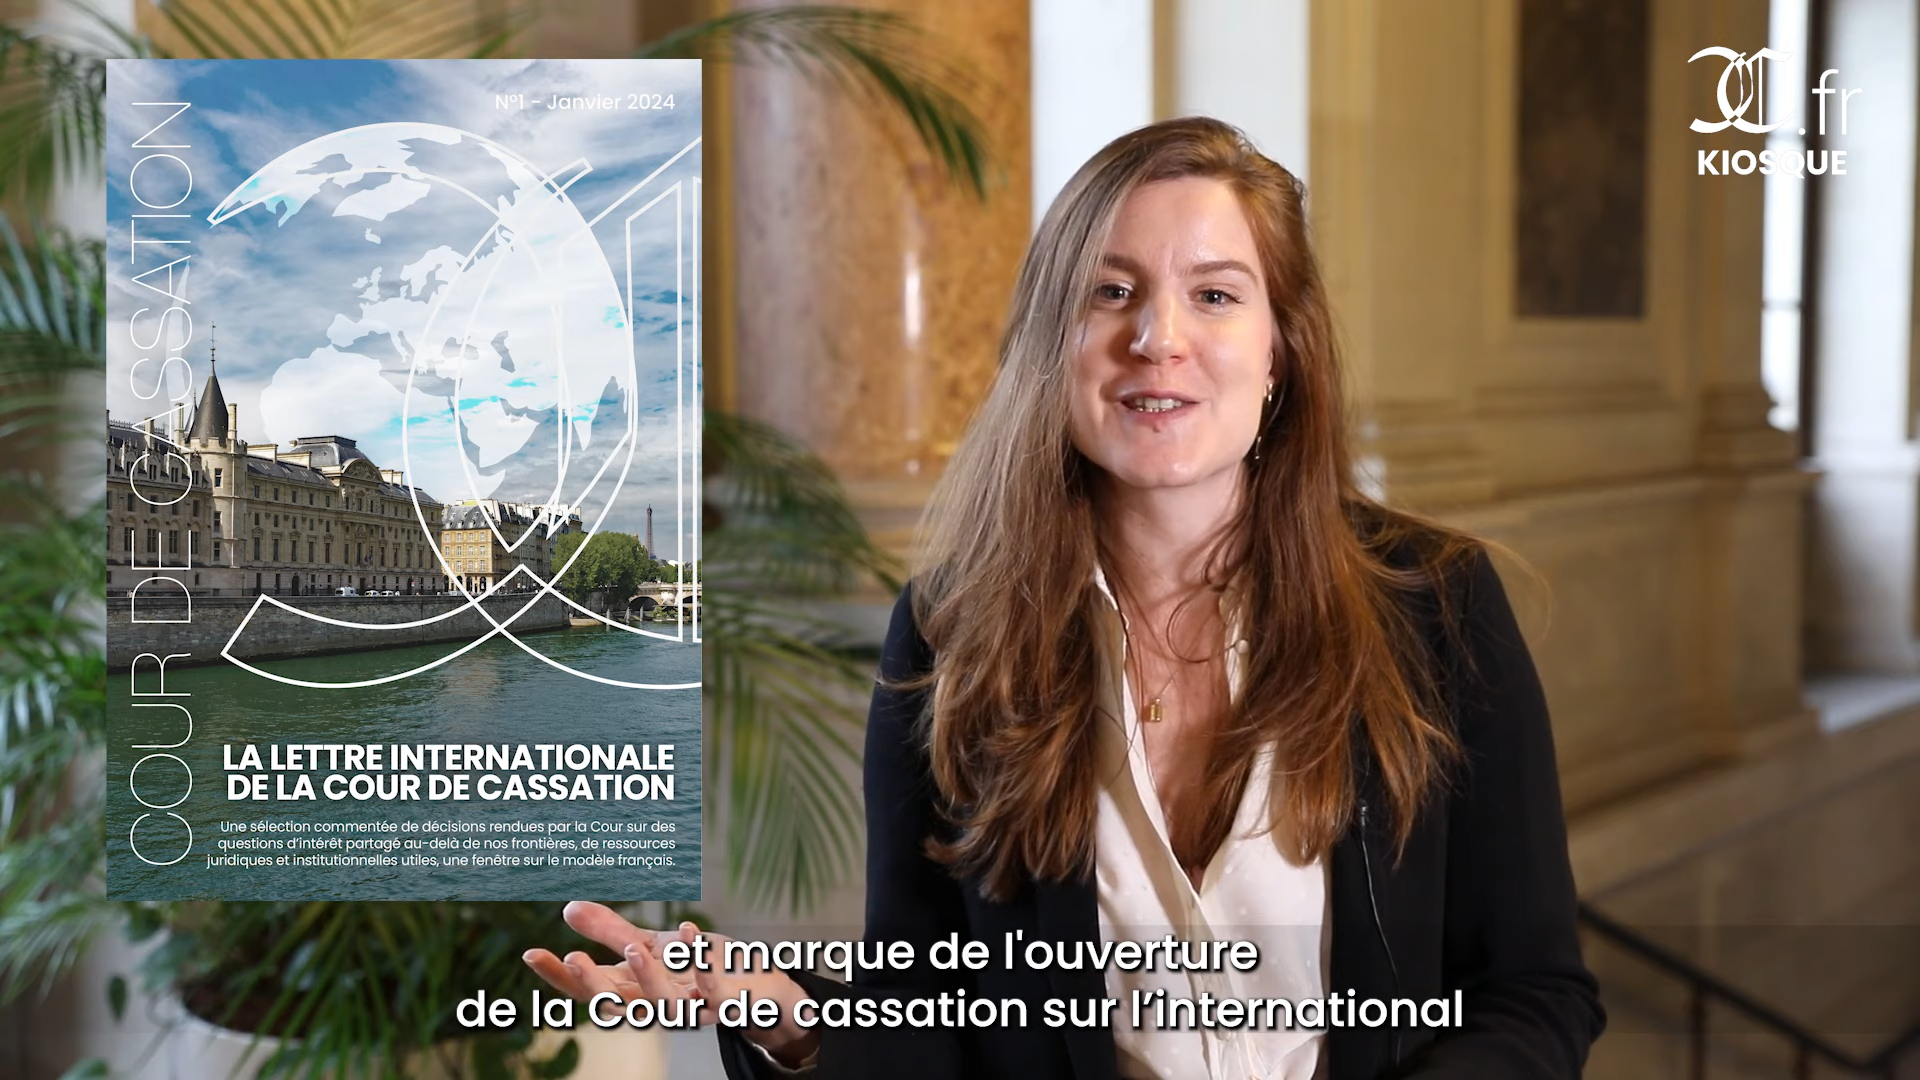 N°1 - Janvier 2024
COUR DE CASSATION
LA LETTRE INTERNATIONALE
DE LA COUR DE CASSATION
Une sélection commentée de décisions rendues par la Cour sur des
questions d'intérêt partagé au-delà de nos frontières, de ressources
juridiques et institutionnelles utiles, une fenêtre sur le modèle français.
CC.fr
KIOSQUE
et marque de l'ouverture
de la Cour de cassation sur l’international